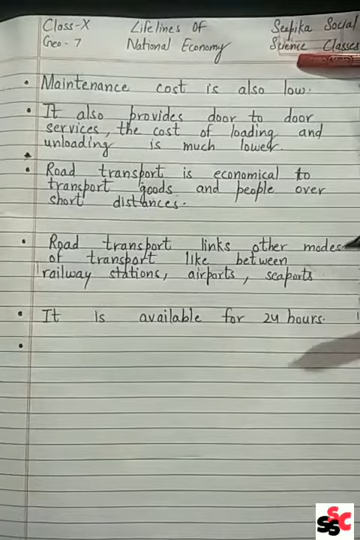 Class-X Lifelines Of Seepika Social
Geo-7 National Economy Science Classes
• Maintenance cost is also low.
• It also provides door to door
services, the cost of loading and
unloading is much lower.
• Road transport is economical to
transport goods and people over
short distances.
• Road transport links other modes
of transport like between
railway stations, airports, seaports
• It is available for 24 hours.
•
SSSC